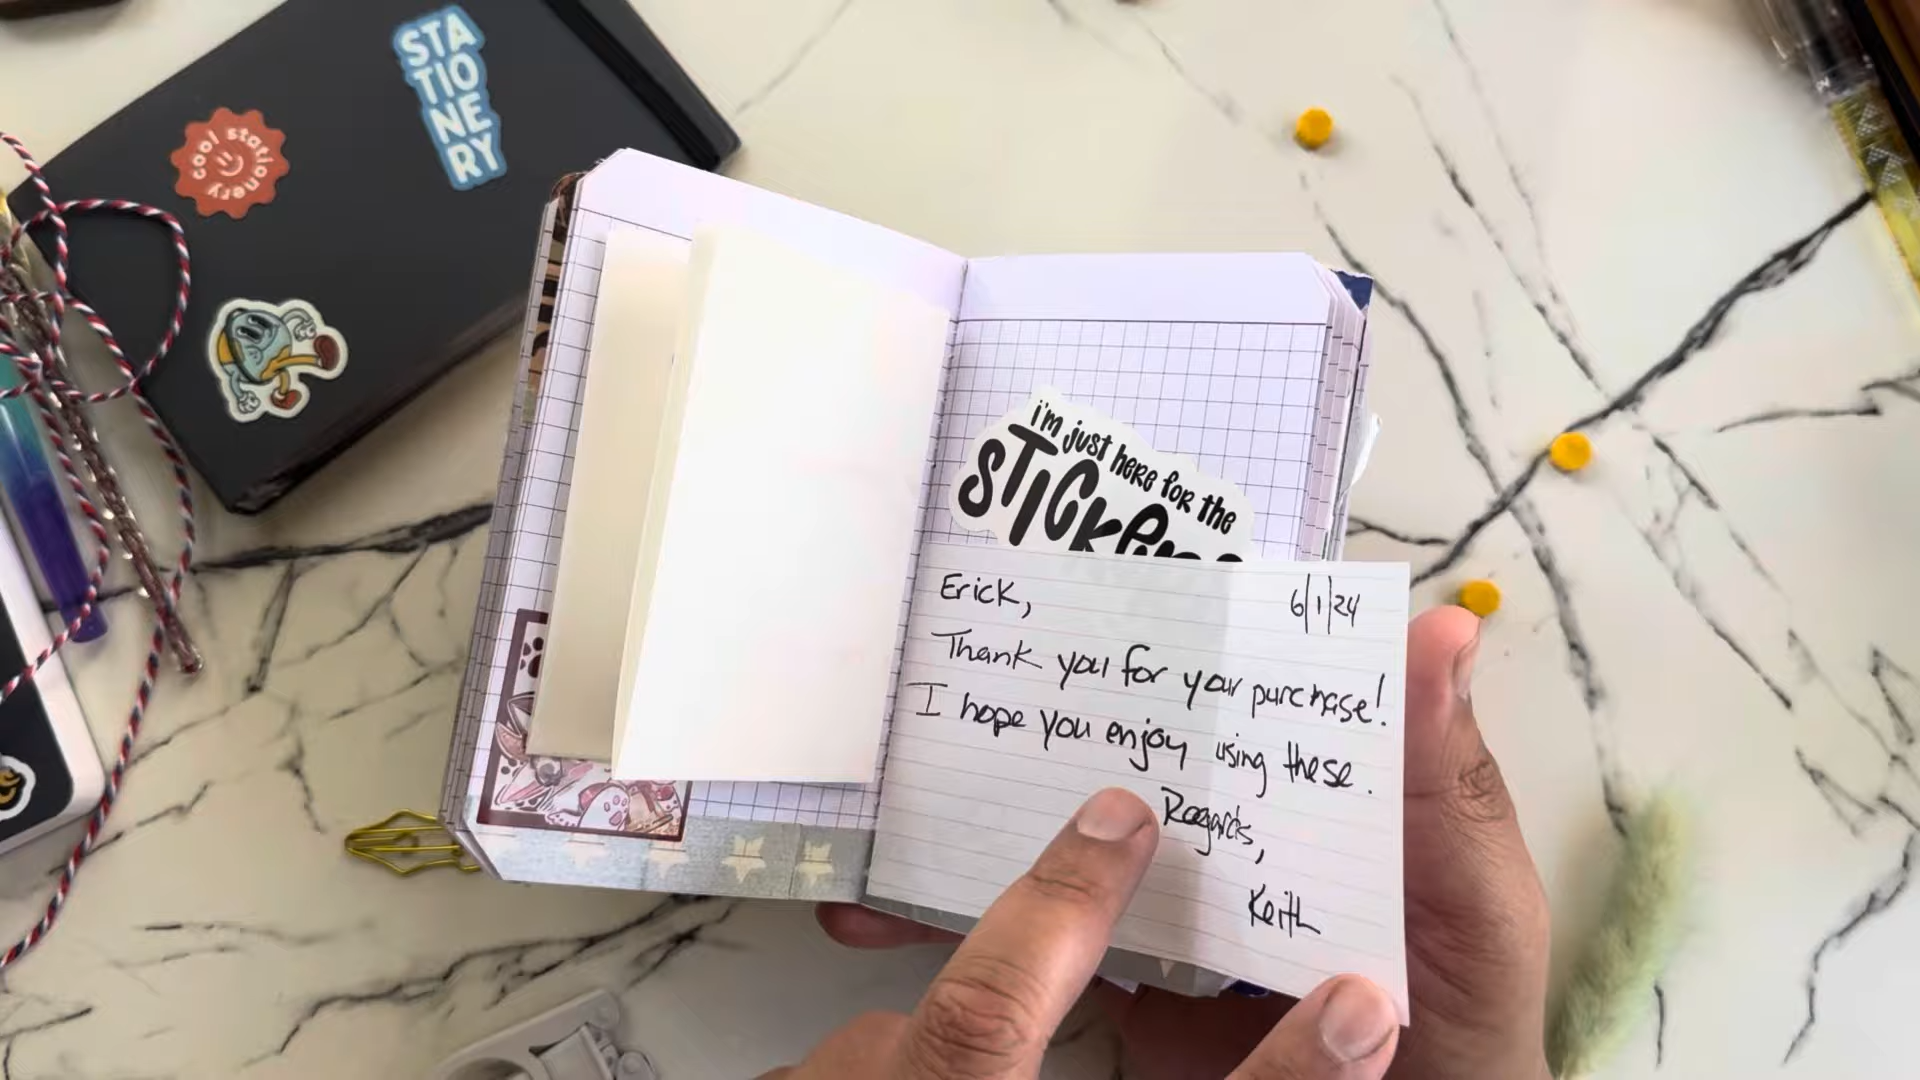 STA
TIO
NE
RY
cool stationery
i'm just here for the
STICKERS
Erick,
6/1/24
Thank you for your purchase!
I hope you enjoy using these.
Regards,
Keith